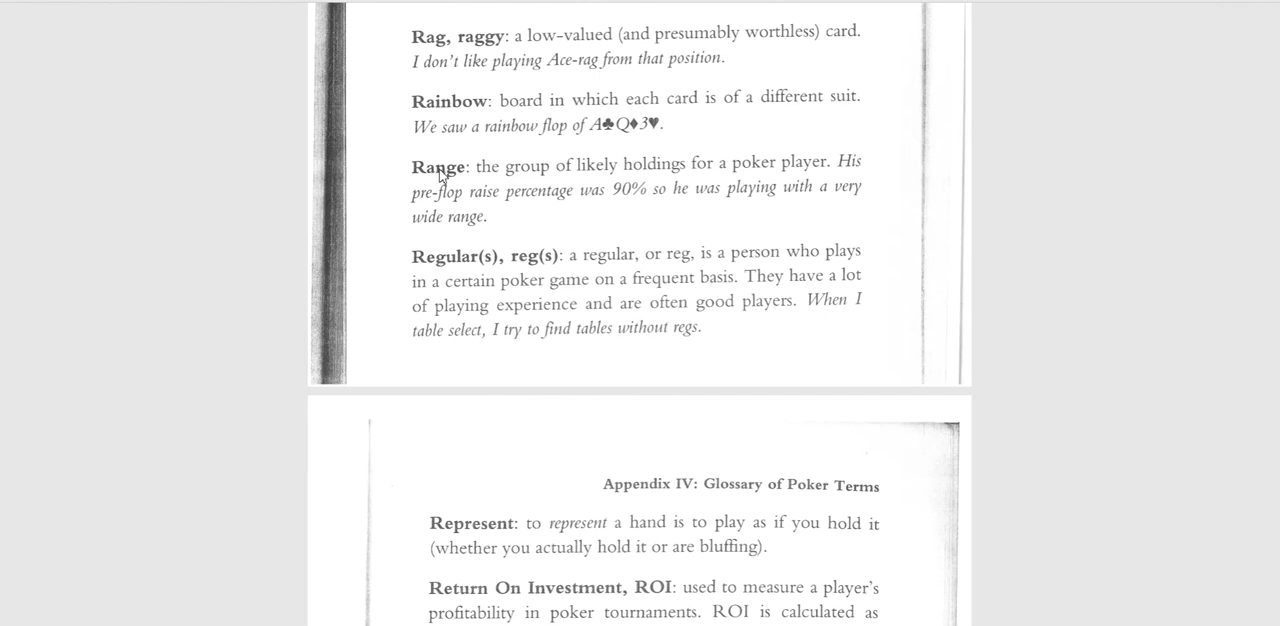 Rag, raggy: a low-valued (and presumably worthless) card.
I don't like playing Ace-rag from that position.
Rainbow: board in which each card is of a different suit.
We saw a rainbow flop of A♣Q♦3♥.
Range: the group of likely holdings for a poker player. His
pre-flop raise percentage was 90% so he was playing with a very
wide range.
Regular(s), reg(s): a regular, or reg, is a person who plays
in a certain poker game on a frequent basis. They have a lot
of playing experience and are often good players. When I
table select, I try to find tables without regs.
Appendix IV: Glossary of Poker Terms
Represent: to represent a hand is to play as if you hold it
(whether you actually hold it or are bluffing).
Return On Investment, ROI: used to measure a player's
profitability in poker tournaments. ROI is calculated as